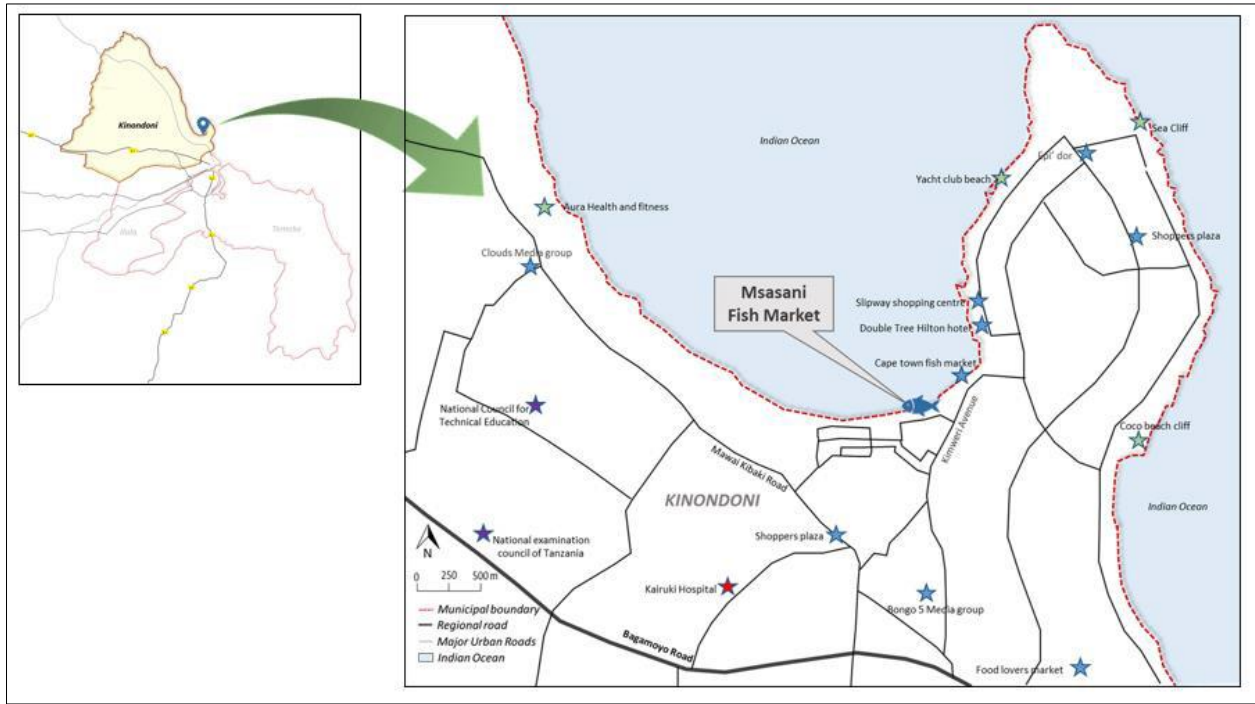 Kinondoni
Ilala
Temeke
Indian Ocean
Sea Cliff
Epi' dor
Yacht club beach
Aura Health and fitness
Shoppers plaza
Clouds Media group
Msasani
Fish Market
Slipway shopping centre
Double Tree Hilton hotel
Cape town fish market
National Council for
Technical Education
Kimweri Avenue
Coco beach cliff
Mawai Kibaki Road
KINONDONI
Indian Ocean
National examination
council of Tanzania
Shoppers plaza
N
0 250 500 m
Kairuki Hospital
Bongo 5 Media group
Municipal boundary
Regional road
Major Urban Roads
Indian Ocean
Bagamoyo Road
Food lovers market